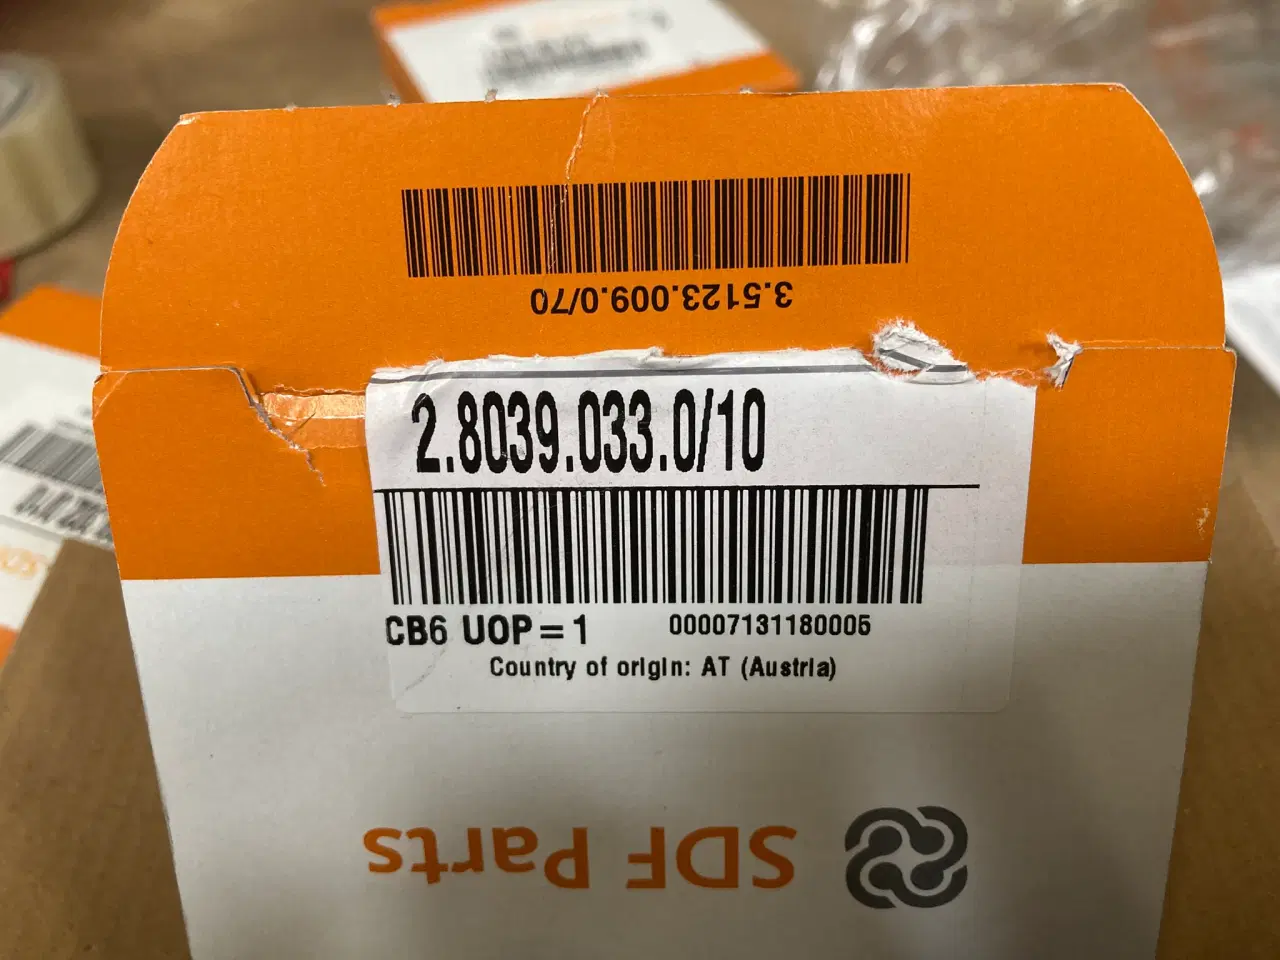 3.5123.009.0/70
2.8039.033.0/10
CB6 UOP=1 00007131180005
Country of origin: AT (Austria)
SDF Parts